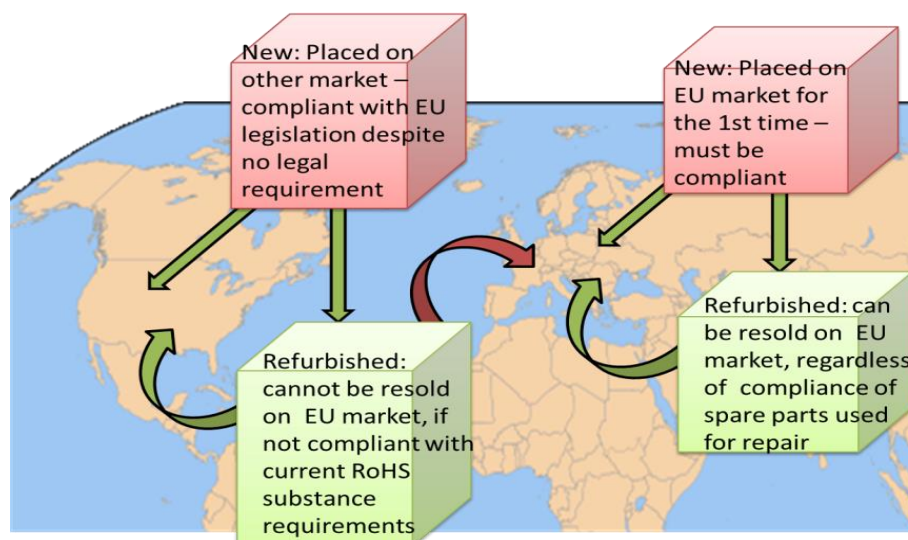 New: Placed on
other market –
compliant with EU
legislation despite
no legal
requirement
New: Placed on
EU market for
the 1st time –
must be
compliant
Refurbished:
cannot be resold
on EU market, if
not compliant with
current RoHS
substance
requirements
Refurbished: can
be resold on EU
market, regardless
of compliance of
spare parts used
for repair